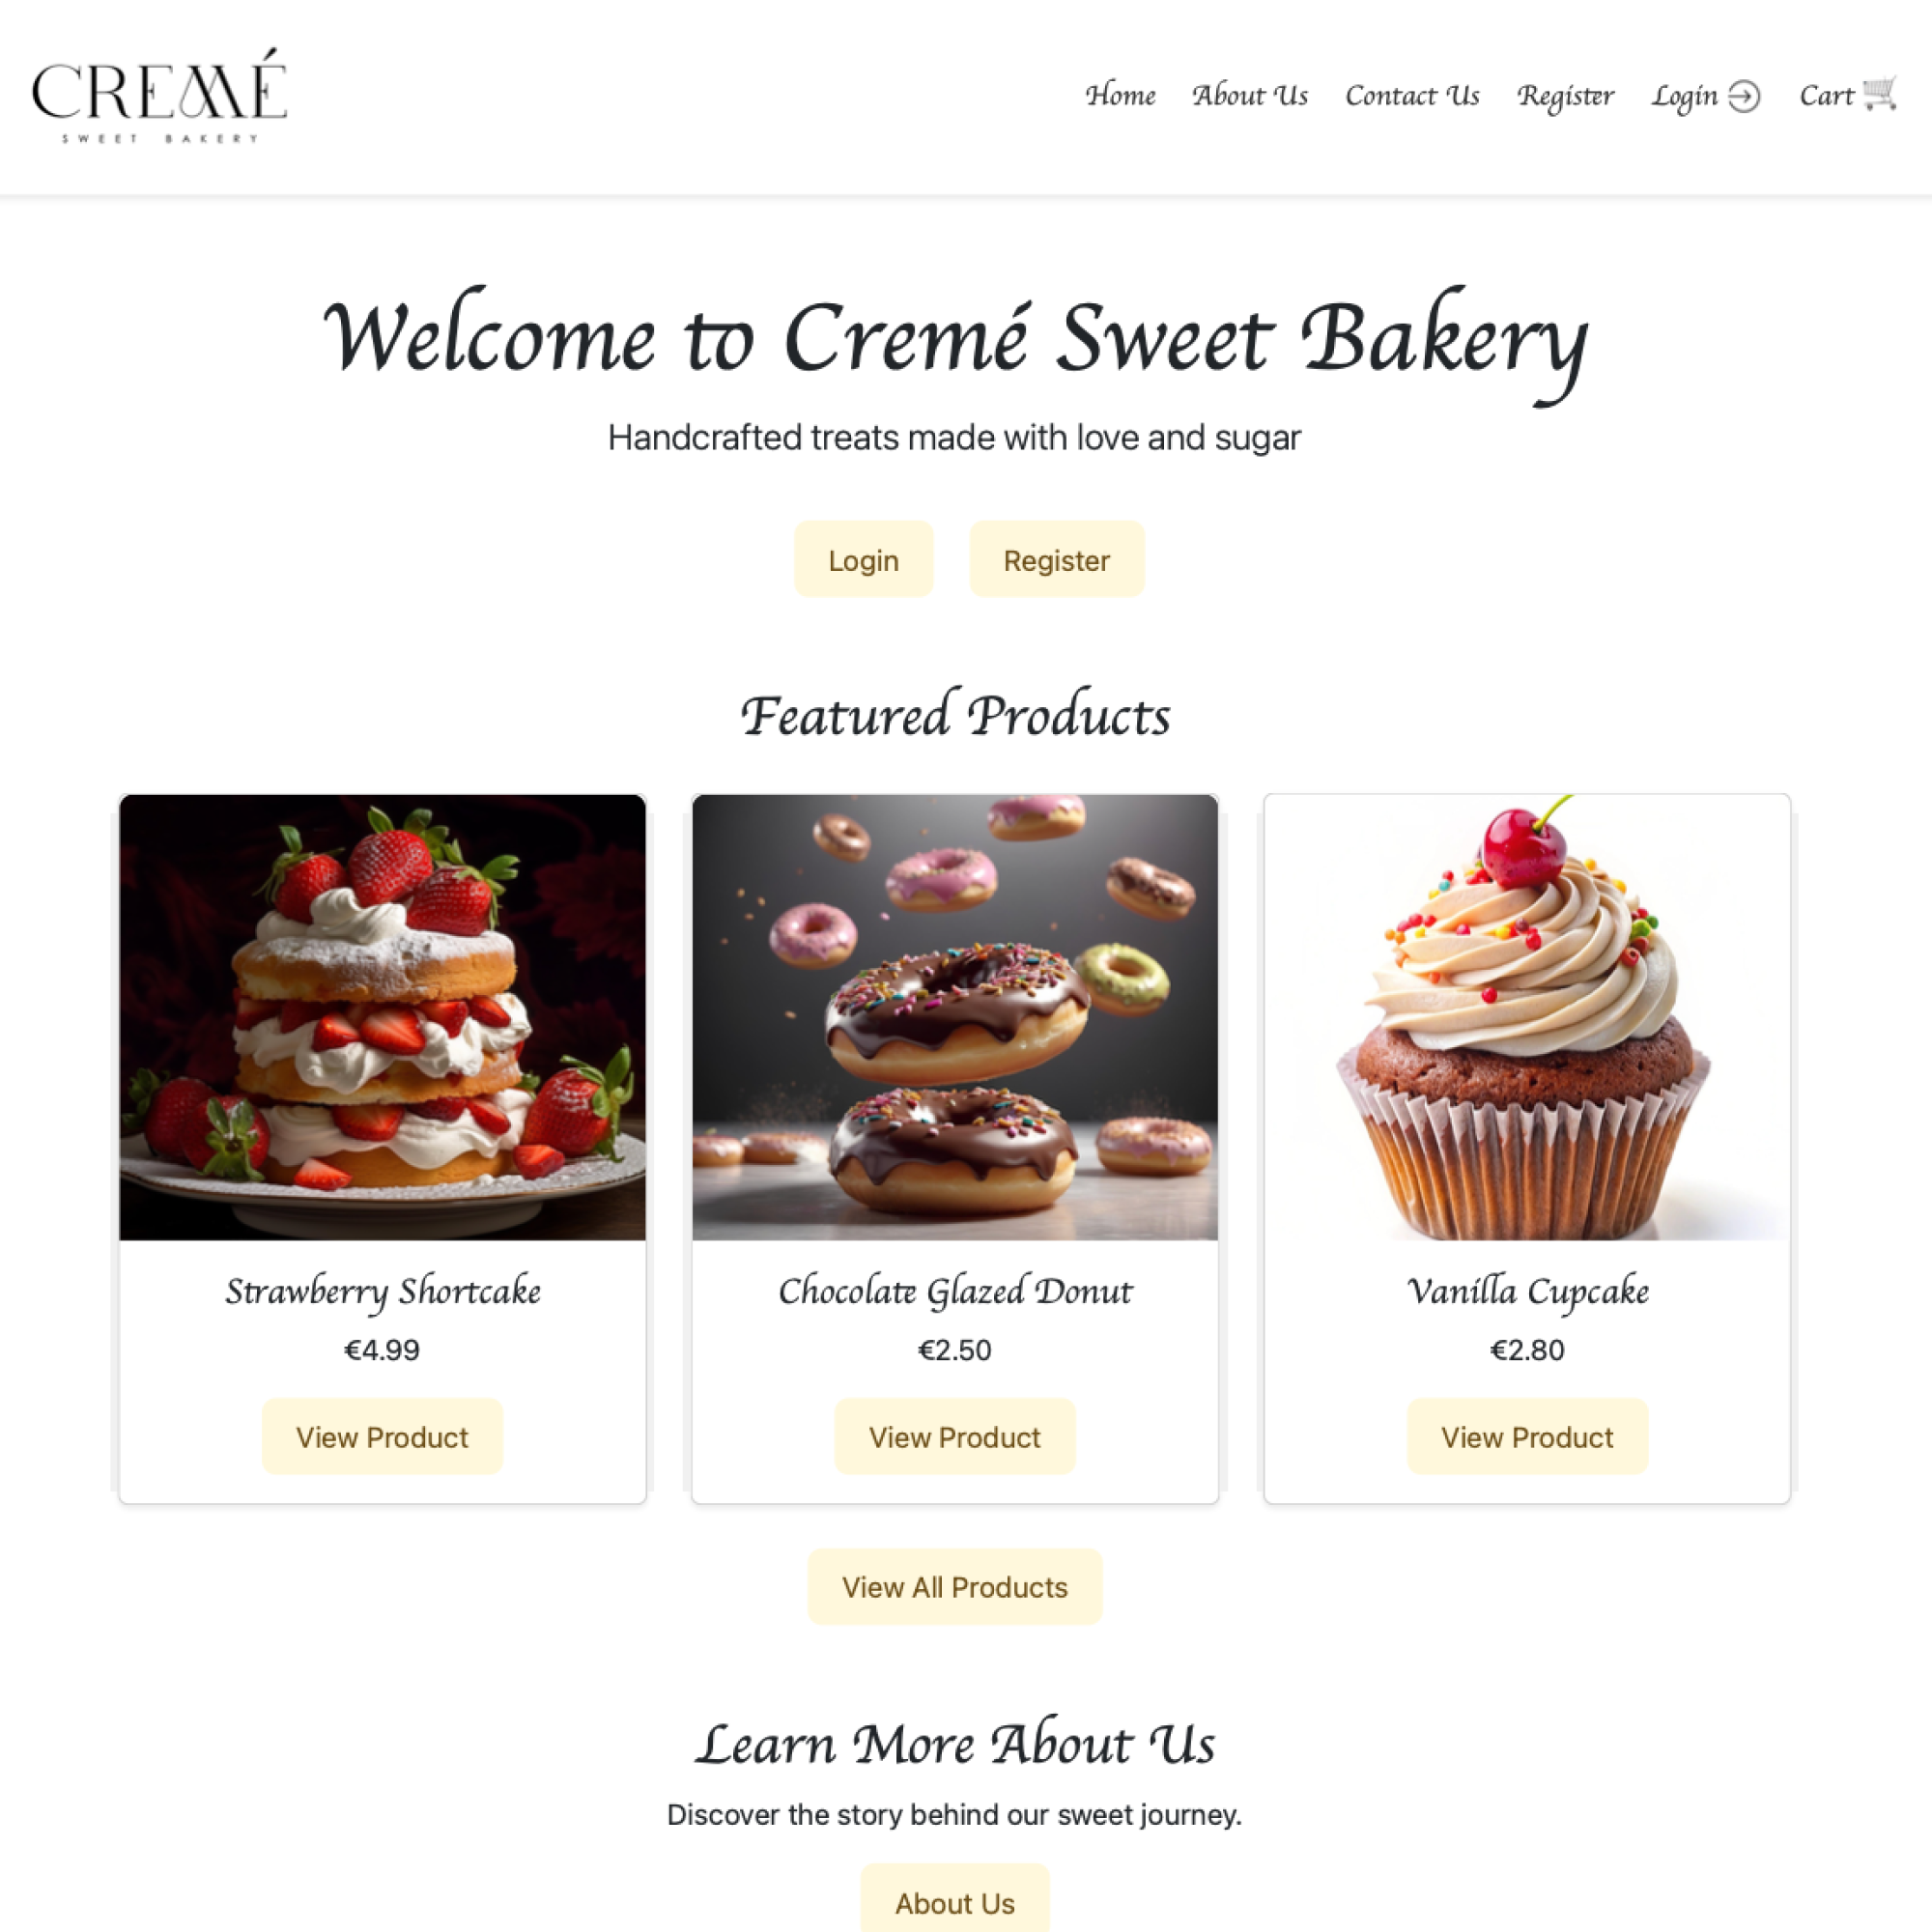 CREMÉ
SWEET BAKERY
Home About Us Contact Us Register Login Cart
Welcome to Cremé Sweet Bakery
Handcrafted treats made with love and sugar
Login Register
Featured Products
Strawberry Shortcake Chocolate Glazed Donut Vanilla Cupcake
€4.99 €2.50 €2.80
View Product View Product View Product
View All Products
Learn More About Us
Discover the story behind our sweet journey.
About Us